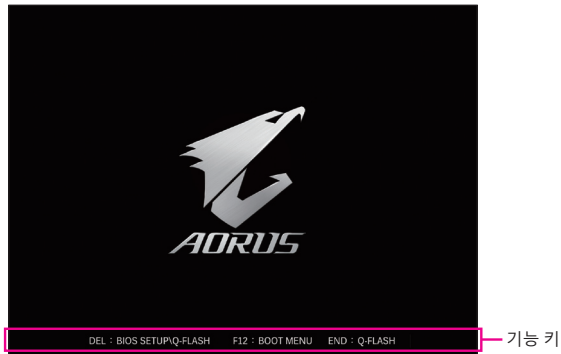 AORUS
DEL : BIOS SETUP\Q-FLASH F12 : BOOT MENU END : Q-FLASH
기능 키